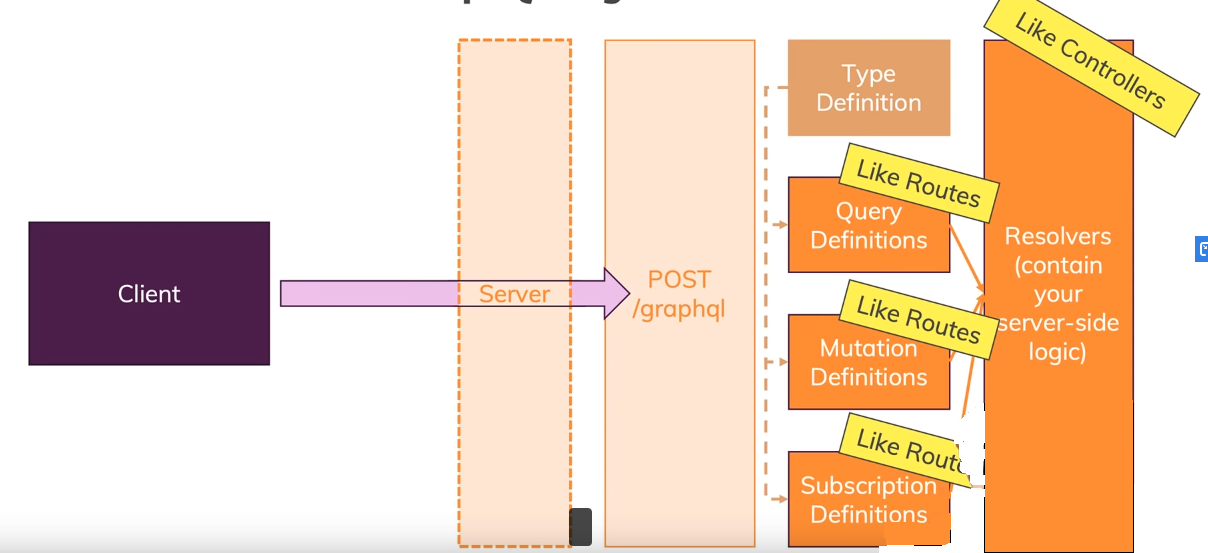 Like Controllers
Type
Definition
Like Routes
Query
Definitions
Client
Server
POST
/graphql
Resolvers
(contain
your
server-side
logic)
Like Routes
Mutation
Definitions
Like Route
Subscription
Definitions